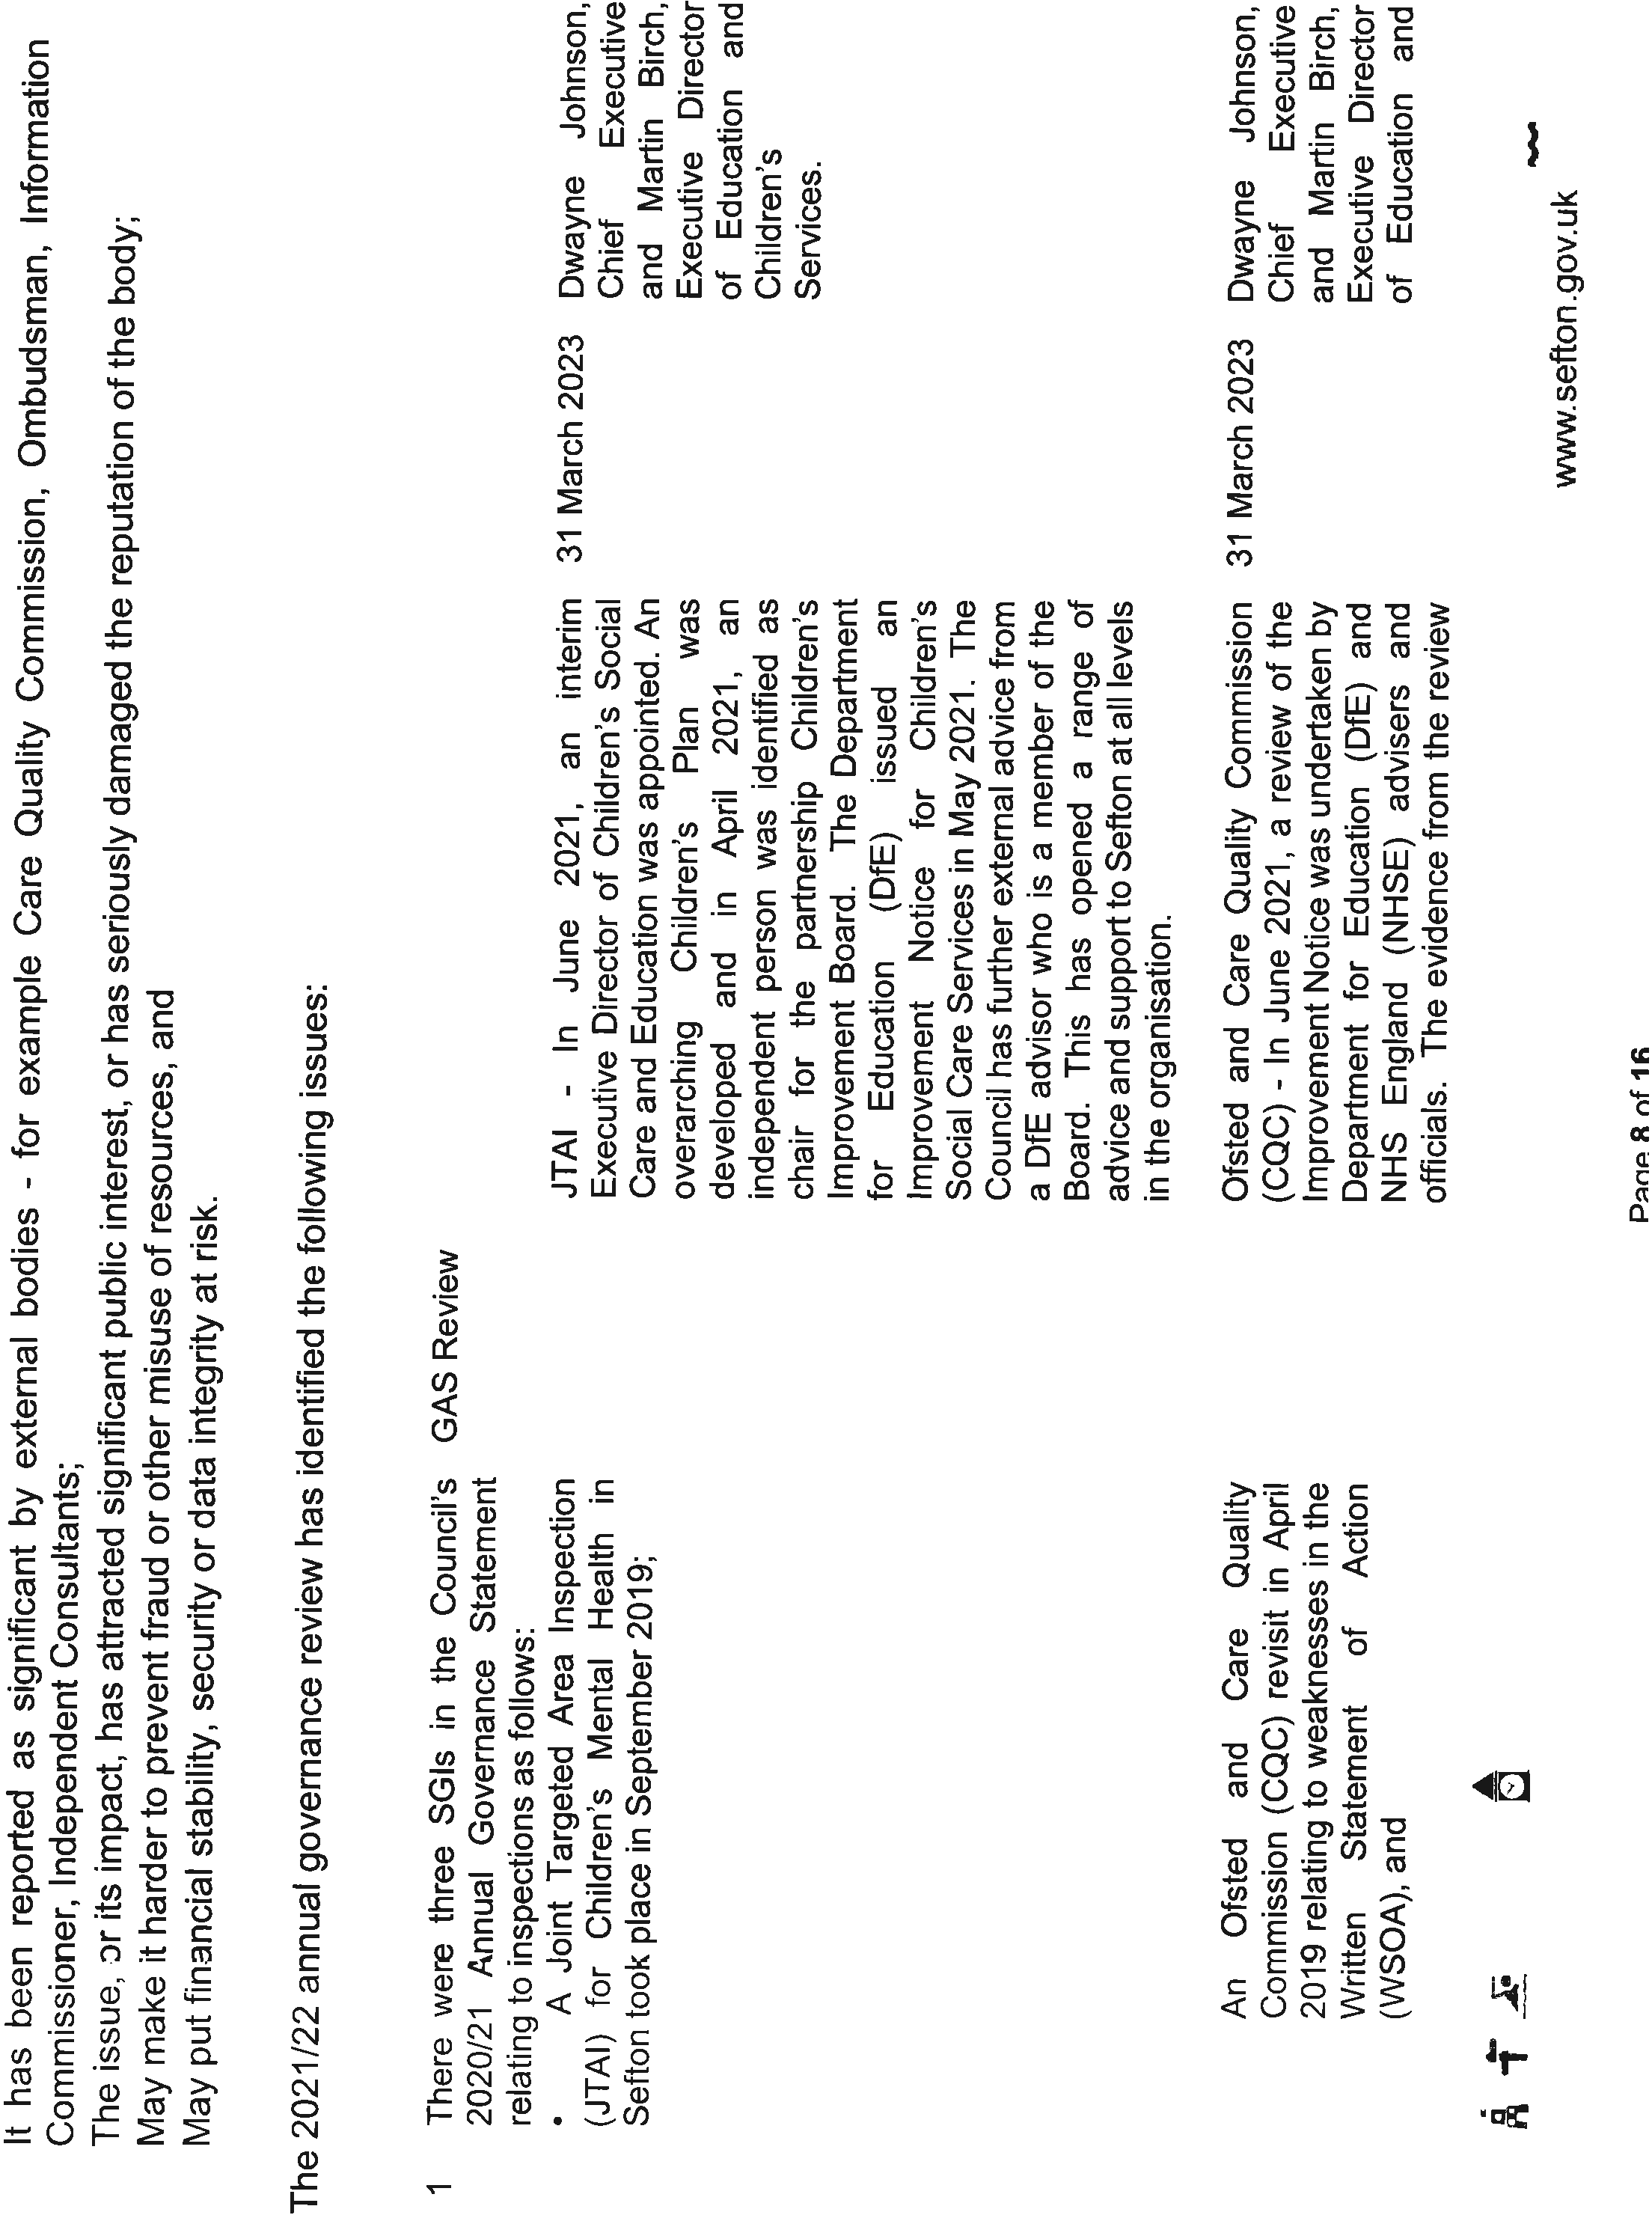 It has been reported as significant by external bodies - for example Care Quality Commission, Ombudsman, Information
Commissioner, Independent Consultants;
The issue, or its impact, has attracted significant public interest, or has seriously damaged the reputation of the body;
May make it harder to prevent fraud or other misuse of resources, and
May put financial stability, security or data integrity at risk.
The 2021/22 annual governance review has identified the following issues:
1
There were three SGIs in the Council's
2020/21 Annual Governance Statement
relating to inspections as follows:
• A Joint Targeted Area Inspection
(JTAI) for Children's Mental Health in
Sefton took place in September 2019;
GAS Review
JTAI - In June 2021, an interim
Executive Director of Children's Social
Care and Education was appointed. An
overarching Children's Plan was
developed and in April 2021, an
independent person was identified as
chair for the partnership Children's
Improvement Board. The Department
for Education (DfE) issued an
Improvement Notice for Children's
Social Care Services in May 2021. The
Council has further external advice from
a DfE advisor who is a member of the
Board. This has opened a range of
advice and support to Sefton at all levels
in the organisation.
31 March 2023
Dwayne Johnson,
Chief Executive
and Martin Birch,
Executive Director
of Education and
Children's
Services.
An Ofsted and Care Quality
Commission (CQC) revisit in April
2019 relating to weaknesses in the
Written Statement of Action
(WSOA), and
Ofsted and Care Quality Commission
(CQC) - In June 2021, a review of the
Improvement Notice was undertaken by
Department for Education (DfE) and
NHS England (NHSE) advisers and
officials. The evidence from the review
31 March 2023
Dwayne Johnson,
Chief Executive
and Martin Birch,
Executive Director
of Education and
www.sefton.gov.uk
Page 8 of 16